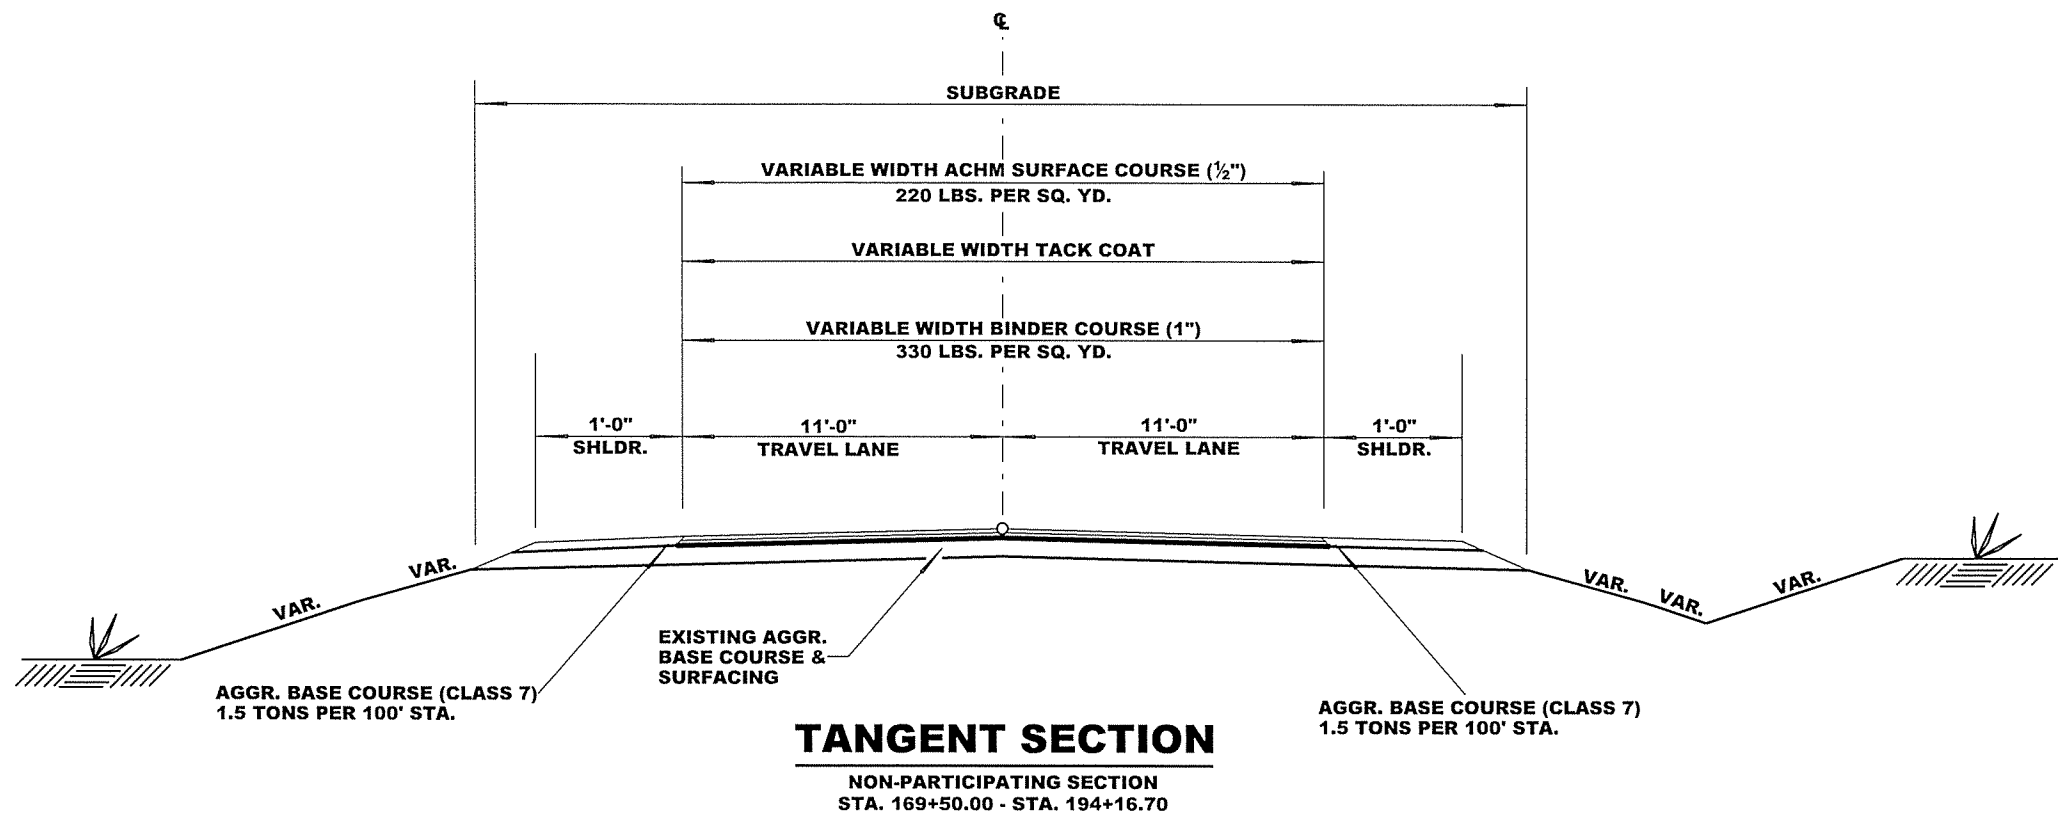 ℄
SUBGRADE
VARIABLE WIDTH ACHM SURFACE COURSE (½")
220 LBS. PER SQ. YD.
VARIABLE WIDTH TACK COAT
VARIABLE WIDTH BINDER COURSE (1")
330 LBS. PER SQ. YD.
1'-0" 11'-0" 11'-0" 1'-0"
SHLDR. TRAVEL LANE TRAVEL LANE SHLDR.
VAR. VAR. VAR. VAR. VAR.
EXISTING AGGR.
BASE COURSE &
SURFACING
AGGR. BASE COURSE (CLASS 7)
1.5 TONS PER 100' STA.
AGGR. BASE COURSE (CLASS 7)
1.5 TONS PER 100' STA.
TANGENT SECTION
NON-PARTICIPATING SECTION
STA. 169+50.00 - STA. 194+16.70